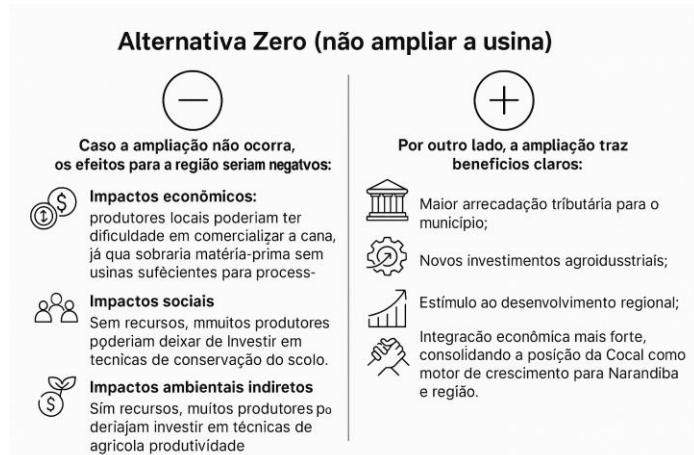 Alternativa Zero (não ampliar a usina)
Caso a ampliação não ocorra,
os efeitos para a região seriam negatvos:
Impactos econômicos:
produtores locais poderiam ter
dificuldade em comercializar a cana,
já qua sobraria matéria-prima sem
usinas sufècientes para process-
Impactos sociais
Sem recursos, mmuitos produtores
poderiam deixar de Investir em
tecnicas de conservação do scolo.
Impactos ambientais indiretos
Sím recursos, muítos produtores po
deriajam investir em técnicas de
agricola produtividade
Por outro lado, a ampliação traz
beneficios claros:
Maior arrecadação tríbutária para o
município;
Novos investimentos agroidusstriais;
Estímulo ao desenvolvimento regional;
Integracão econômica mais forte,
consolidando a posição da Cocal como
motor de crescimento para Narandiba
e região.